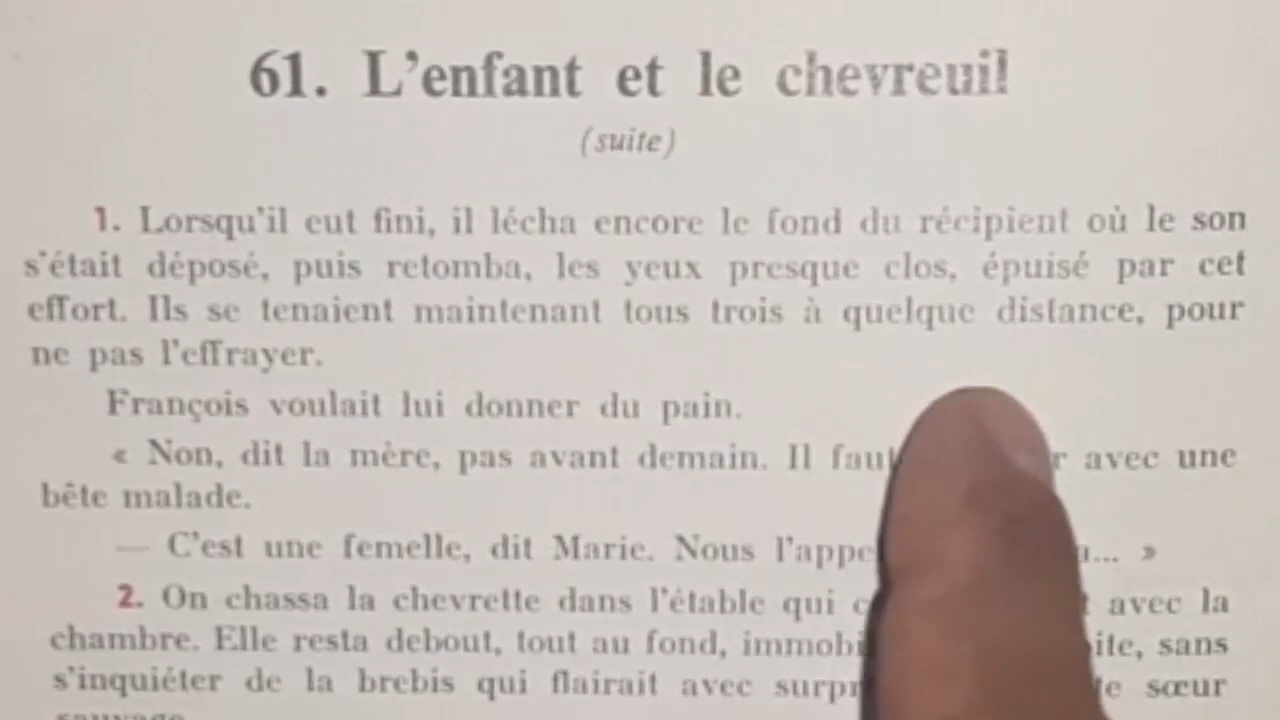 61. L'enfant et le chevreuil
(suite)
1. Lorsqu'il eut fini, il lécha encore le fond du récipient où le son
s'était déposé, puis retomba, les yeux presque clos, épuisé par cet
effort. Ils se tenaient maintenant tous trois à quelque distance, pour
ne pas l'effrayer.
François voulait lui donner du pain.
« Non, dit la mère, pas avant demain. Il faut avec une
bête malade.
— C'est une femelle, dit Marie. Nous »
2. On chassa la chevrette dans l'étable qui avec la
chambre. Elle resta debout, tout au fond, sans
s'inquiéter de la brebis qui flairait avec sœur